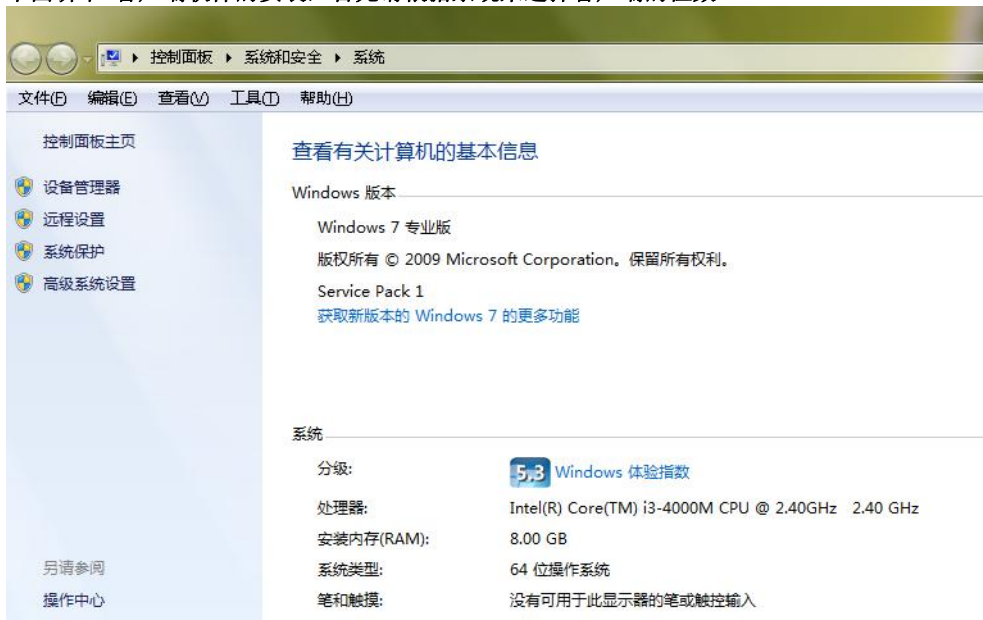 控制面板 ▸ 系统和安全 ▸ 系统
文件(F) 编辑(E) 查看(V) 工具(T) 帮助(H)
控制面板主页
设备管理器
远程设置
系统保护
高级系统设置
查看有关计算机的基本信息
Windows 版本
Windows 7 专业版
版权所有 © 2009 Microsoft Corporation。保留所有权利。
Service Pack 1
获取新版本的 Windows 7 的更多功能
系统
分级: 5.3 Windows 体验指数
处理器: Intel(R) Core(TM) i3-4000M CPU @ 2.40GHz 2.40 GHz
安装内存(RAM): 8.00 GB
系统类型: 64 位操作系统
笔和触摸: 没有可用于此显示器的笔或触控输入
另请参阅
操作中心